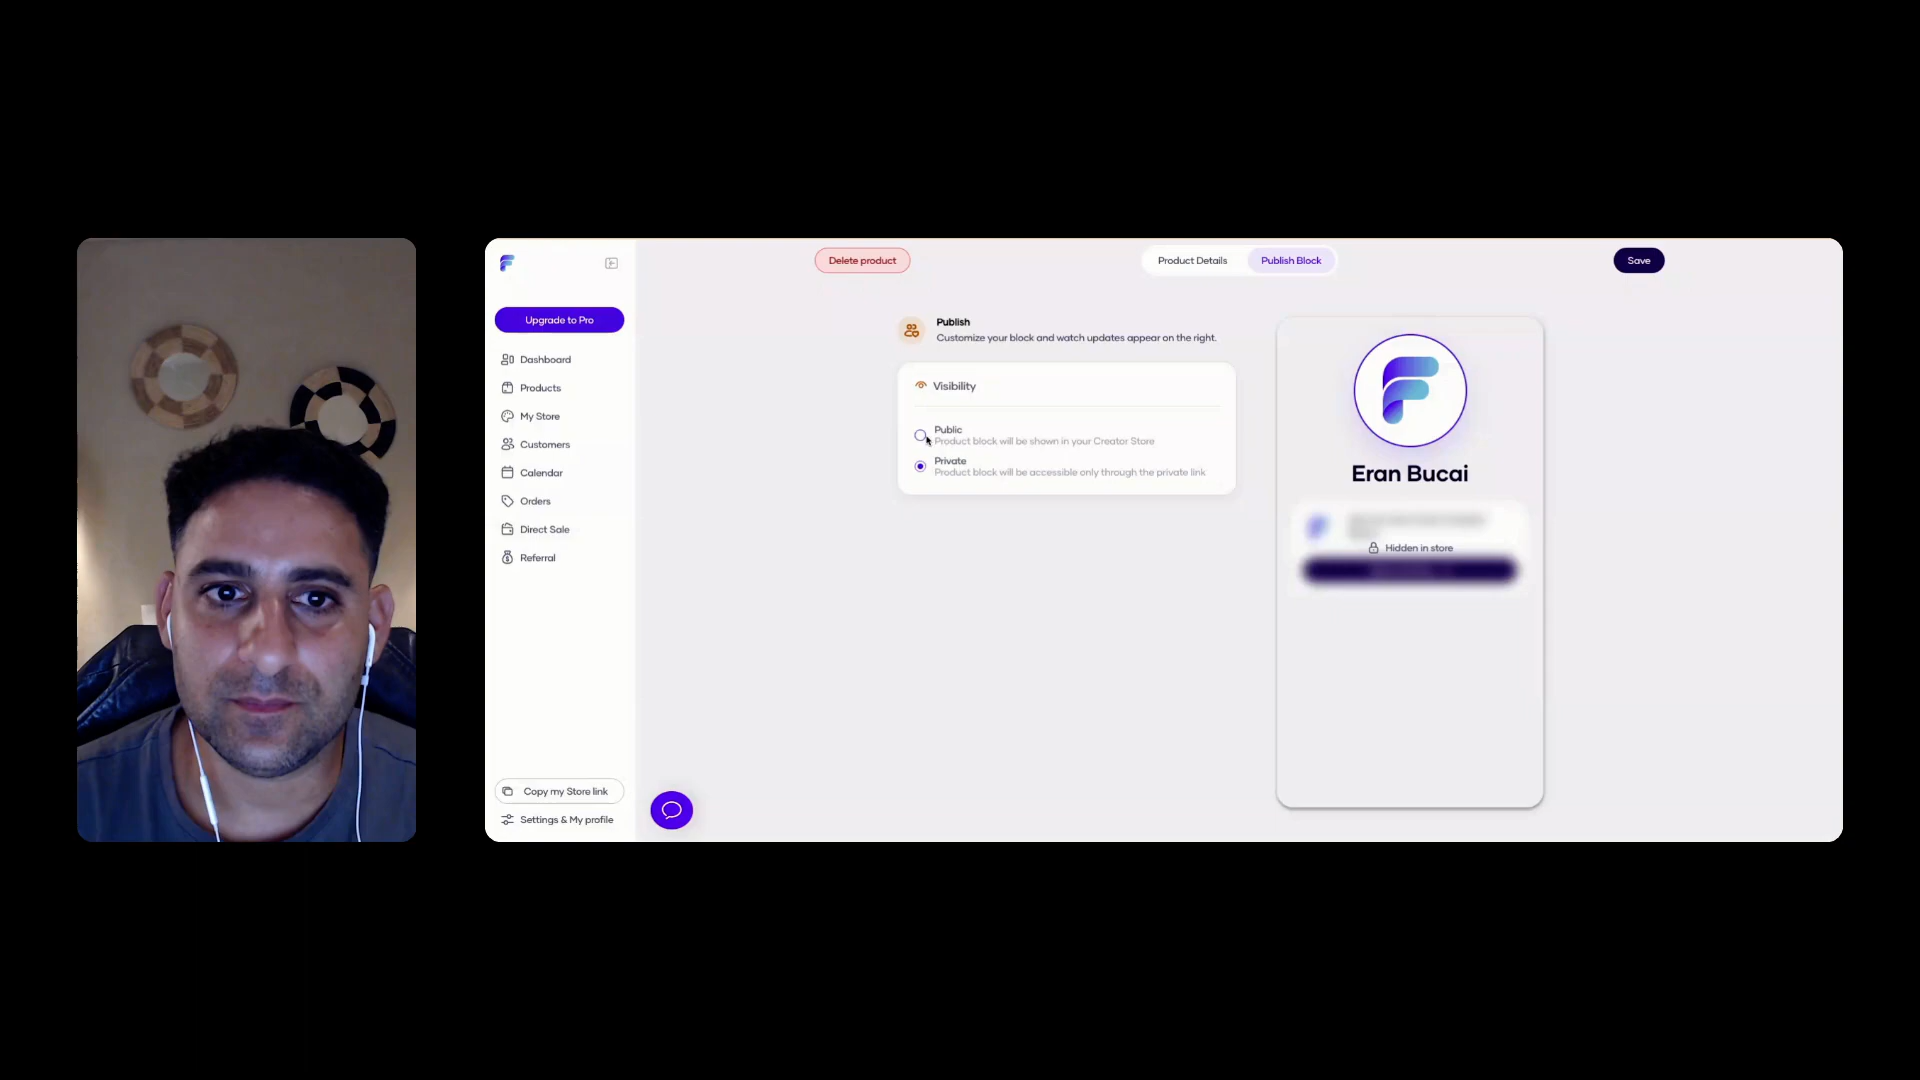 Delete product
Product Details
Publish Block
Save
Upgrade to Pro
Dashboard
Products
My Store
Customers
Calendar
Orders
Direct Sale
Referral
Copy my Store link
Settings & My profile
Publish
Customize your block and watch updates appear on the right.
Visibility
Public
Product block will be shown in your Creator Store
Private
Product block will be accessible only through the private link
Eran Bucai
Hidden in store